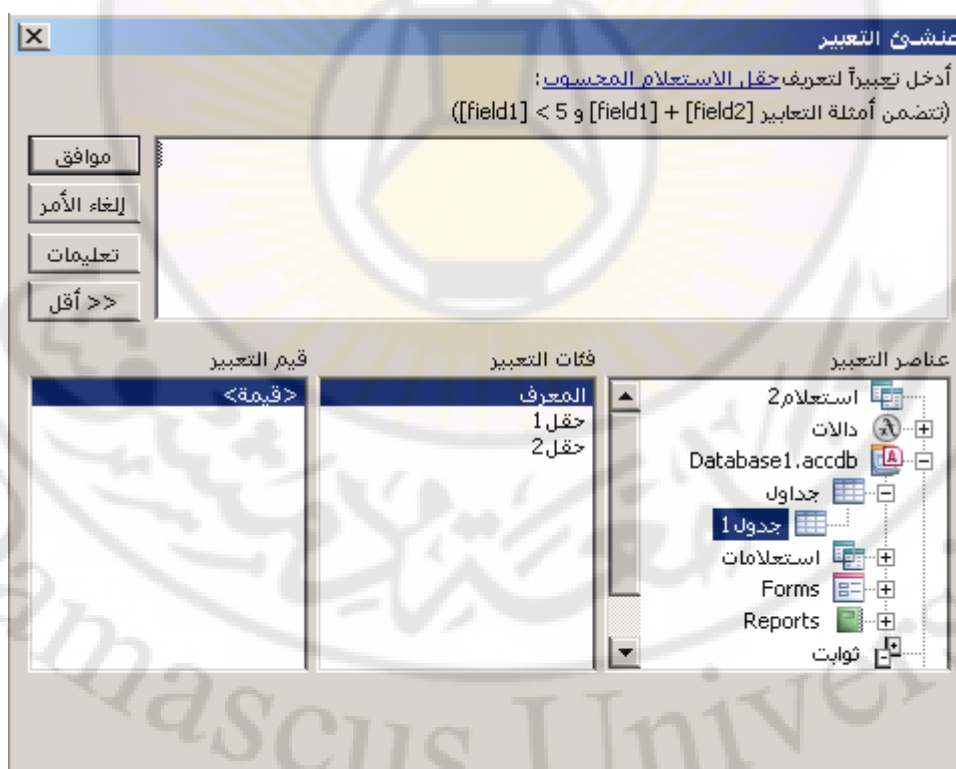 منشئ التعبير
أدخل تعبيراً لتعريف حقل الاستعلام المحسوب:
(تتضمن أمثلة التعابير [field1] + [field2] و [field1] < 5)
موافق
إلغاء الأمر
تعليمات
<< أقل
عناصر التعبير
استعلام2
دالات
Database1.accdb
جداول
جدول1
استعلامات
Forms
Reports
ثوابت
فئات التعبير
المعرف
حقل1
حقل2
قيم التعبير
<قيمة>
amascus Univer